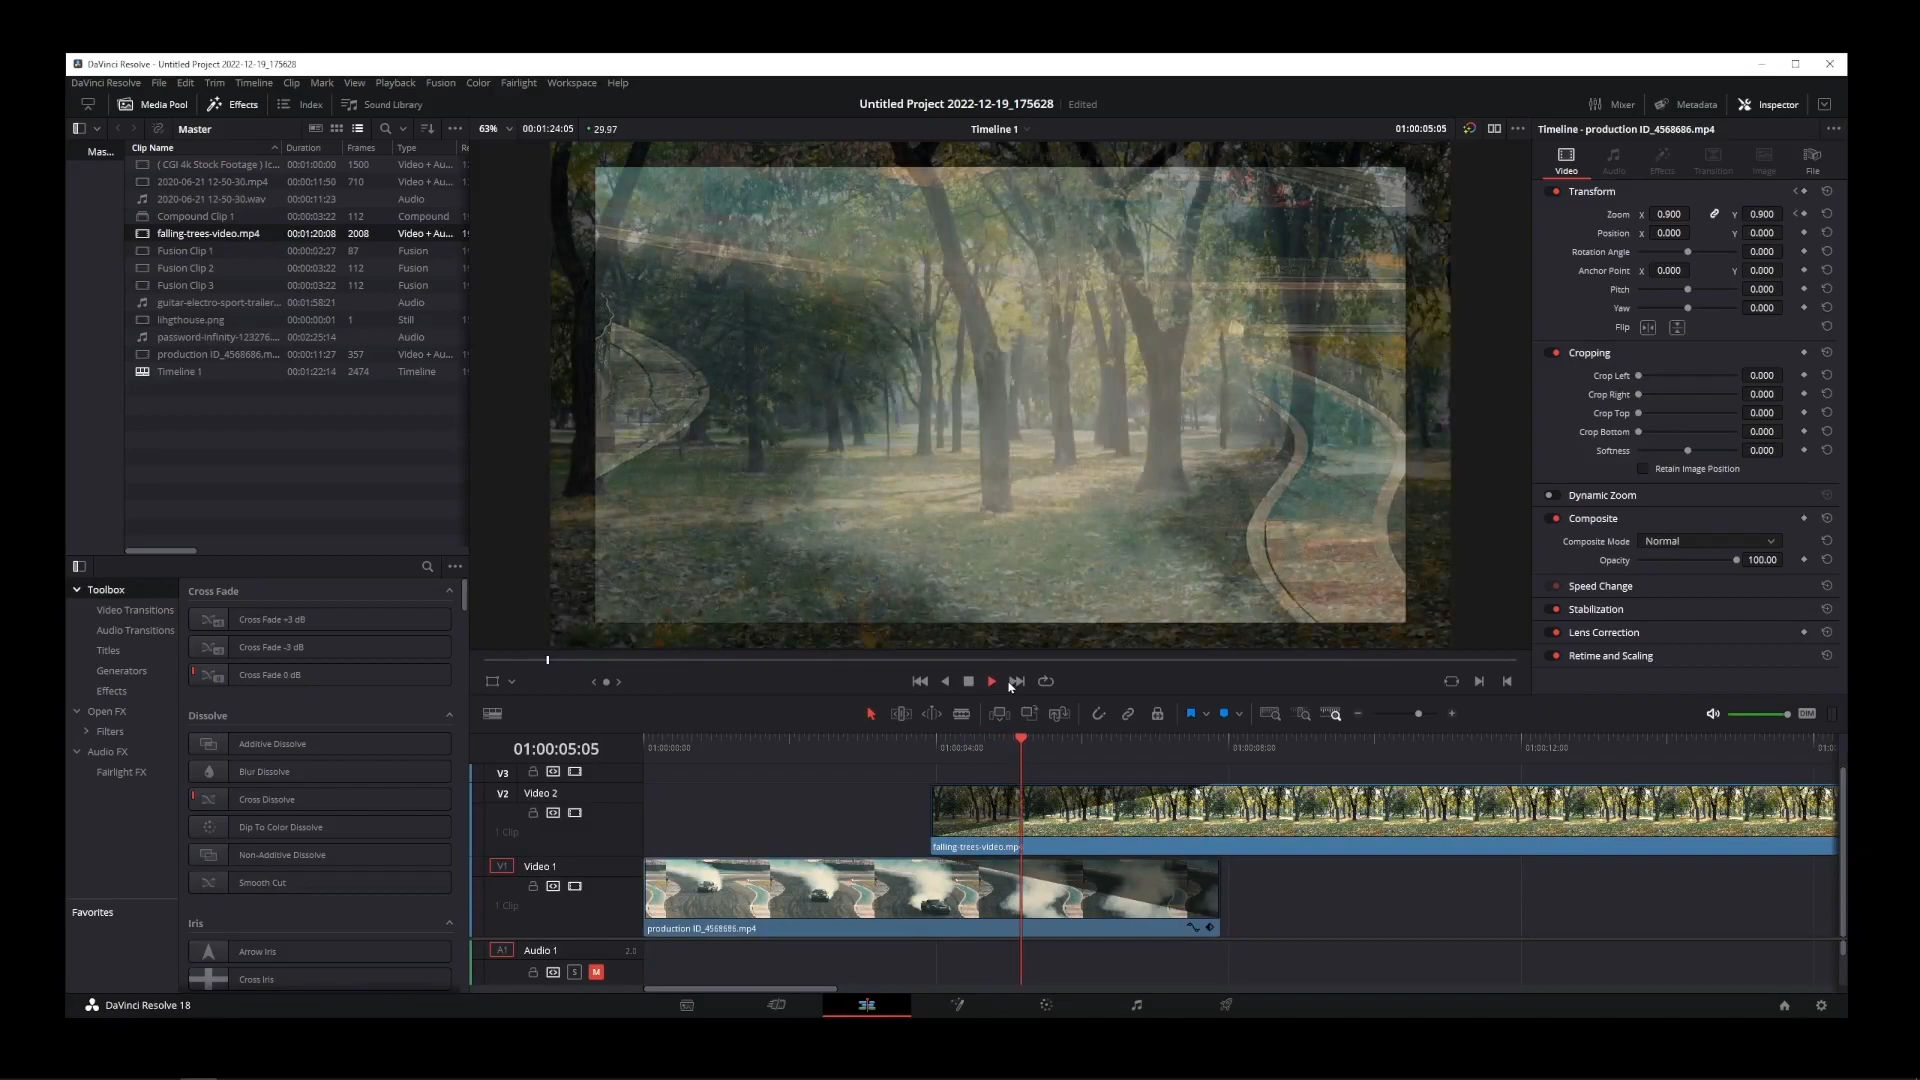 DaVinci Resolve - Untitled Project 2022-12-19_175628
DaVinci Resolve File Edit Trim Timeline Clip Mark View Playback Fusion Color Fairlight Workspace Help
Media Pool Effects Index Sound Library Untitled Project 2022-12-19_175628 Edited Mixer Metadata Inspector
Master 63% 00:01:24:05 29.97 Timeline 1 01:00:05:05 Timeline - production ID_4568686.mp4
Mas... Clip Name Duration Frames Type Re
( CGI 4k Stock Footage ) Ic... 00:01:00:00 1500 Video + Au...
2020-06-21 12-50-30.mp4 00:00:11:50 710 Video + Au...
2020-06-21 12-50-30.wav 00:00:11:23 Audio
Compound Clip 1 00:00:03:22 112 Compound
falling-trees-video.mp4 00:01:20:08 2008 Video + Au...
Fusion Clip 1 00:00:02:27 87 Fusion
Fusion Clip 2 00:00:03:22 112 Fusion
Fusion Clip 3 00:00:03:22 112 Fusion
guitar-electro-sport-trailer... 00:01:58:21 Audio
lihgthouse.png 00:00:00:01 1 Still
password-infinity-123276... 00:02:25:14 Audio
production ID_4568686.m... 00:00:11:27 357 Video + Au...
Timeline 1 00:01:22:14 2474 Timeline
Video Audio Effects Transition Image File
Transform
Zoom X 0.900 Y 0.900
Position X 0.000 Y 0.000
Rotation Angle 0.000
Anchor Point X 0.000 Y 0.000
Pitch 0.000
Yaw 0.000
Flip
Cropping
Crop Left 0.000
Crop Right 0.000
Crop Top 0.000
Crop Bottom 0.000
Softness 0.000
Retain Image Position
Dynamic Zoom
Composite
Composite Mode Normal
Opacity 100.00
Speed Change
Stabilization
Lens Correction
Retime and Scaling
Toolbox
Video Transitions
Audio Transitions
Titles
Generators
Effects
Open FX
Filters
Audio FX
Fairlight FX
Favorites
Cross Fade
Cross Fade +3 dB
Cross Fade -3 dB
Cross Fade 0 dB
Dissolve
Additive Dissolve
Blur Dissolve
Cross Dissolve
Dip To Color Dissolve
Non-Additive Dissolve
Smooth Cut
Iris
Arrow Iris
Cross Iris
DIM
01:00:05:05 01:00:00:00 01:00:04:00 01:00:08:00 01:00:12:00
V3
V2 Video 2
1 Clip
falling-trees-video.mp
V1 Video 1
1 Clip
production ID_4568686.mp4
A1 Audio 1 2.0
S M
DaVinci Resolve 18